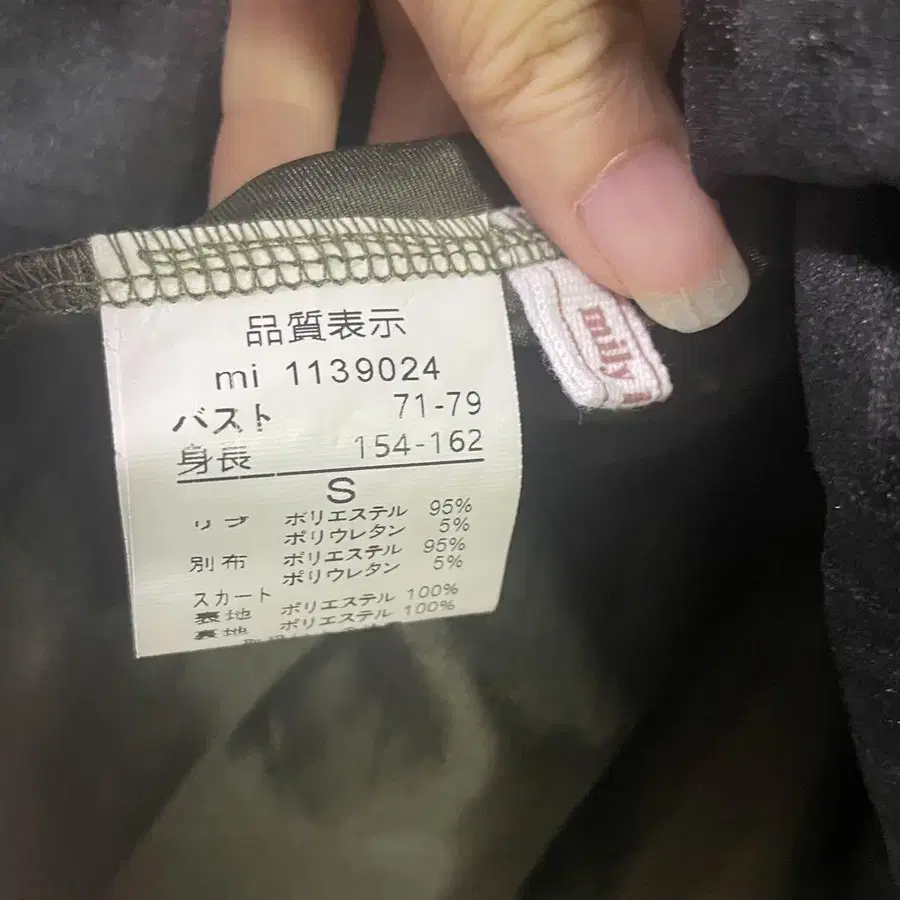 品質表示
mi 1139024
バスト 71-79
身長 154-162
S
リブ ポリエステル 95%
ポリウレタン 5%
別布 ポリエステル 95%
ポリウレタン 5%
スカート
裏地 ポリエステル 100%
裏地 ポリエステル 100%
mily